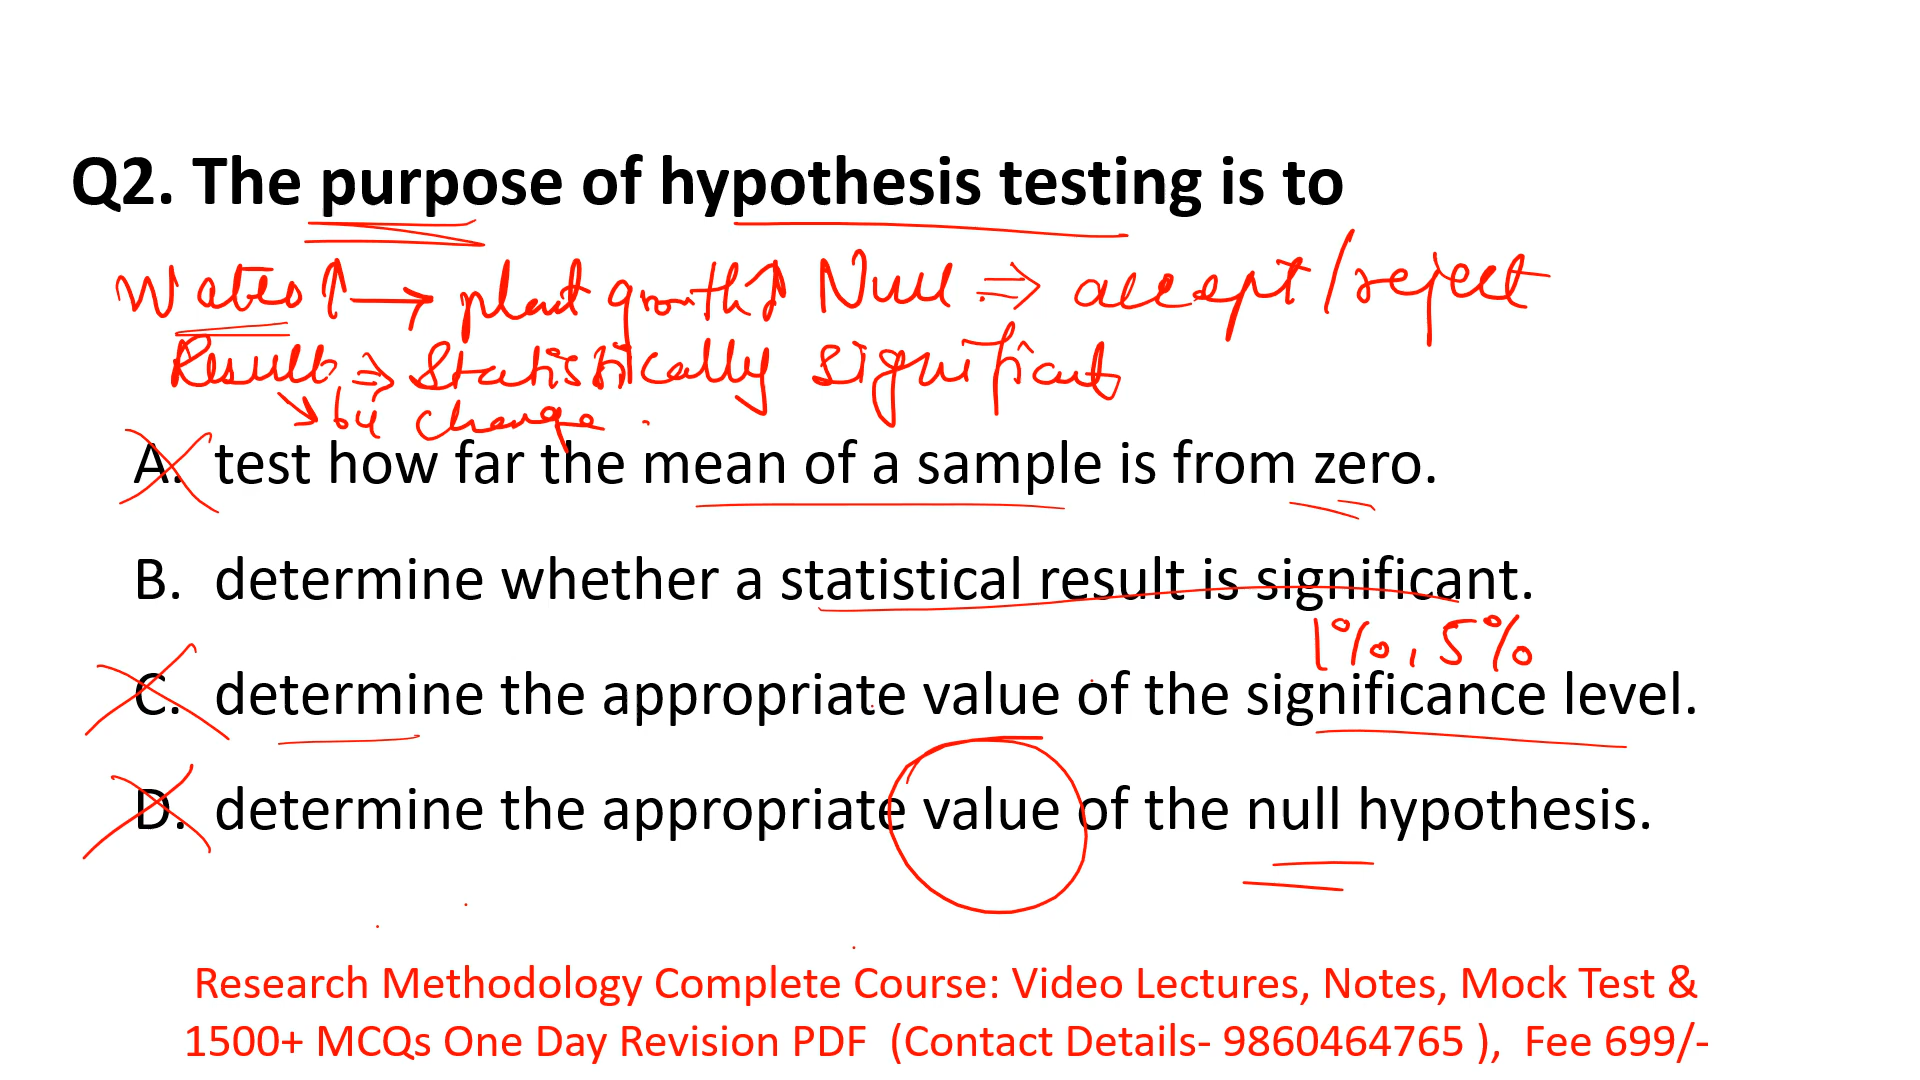 Q2. The purpose of hypothesis testing is to
Water ↑ → plant growth ↑ Null ⇒ accept/reject
Result ⇒ Statistically significant
↘ by change
A. test how far the mean of a sample is from zero.
B. determine whether a statistical result is significant.
1%, 5%
C. determine the appropriate value of the significance level.
D. determine the appropriate value of the null hypothesis.
Research Methodology Complete Course: Video Lectures, Notes, Mock Test &
1500+ MCQs One Day Revision PDF (Contact Details- 9860464765 ), Fee 699/-